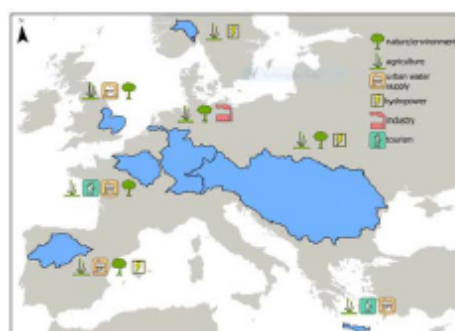 N
nature/environment
agriculture
urban water
supply
hydropower
industry
tourism